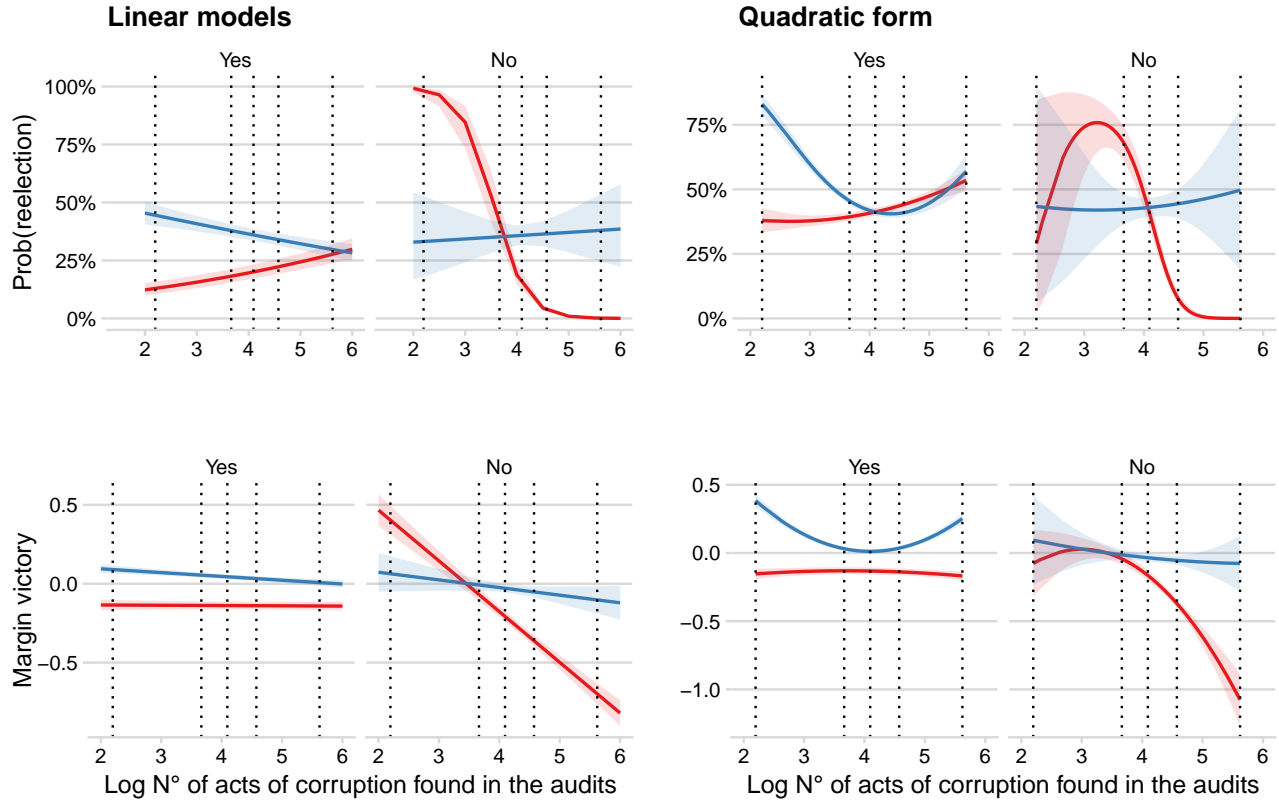 Linear models
Quadratic form
Yes
No
Yes
No
100%
75%
50%
25%
0%
75%
50%
25%
0%
Prob(reelection)
2 3 4 5 6
2 3 4 5 6
2 3 4 5 6
2 3 4 5 6
Yes
No
Yes
No
0.5
0.0
−0.5
0.5
0.0
−0.5
−1.0
Margin victory
2 3 4 5 6
2 3 4 5 6
2 3 4 5 6
2 3 4 5 6
Log N° of acts of corruption found in the audits
Log N° of acts of corruption found in the audits